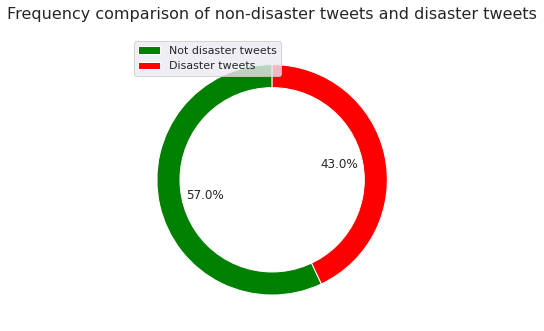 Frequency comparison of non-disaster tweets and disaster tweets
Not disaster tweets
Disaster tweets
43.0%
57.0%